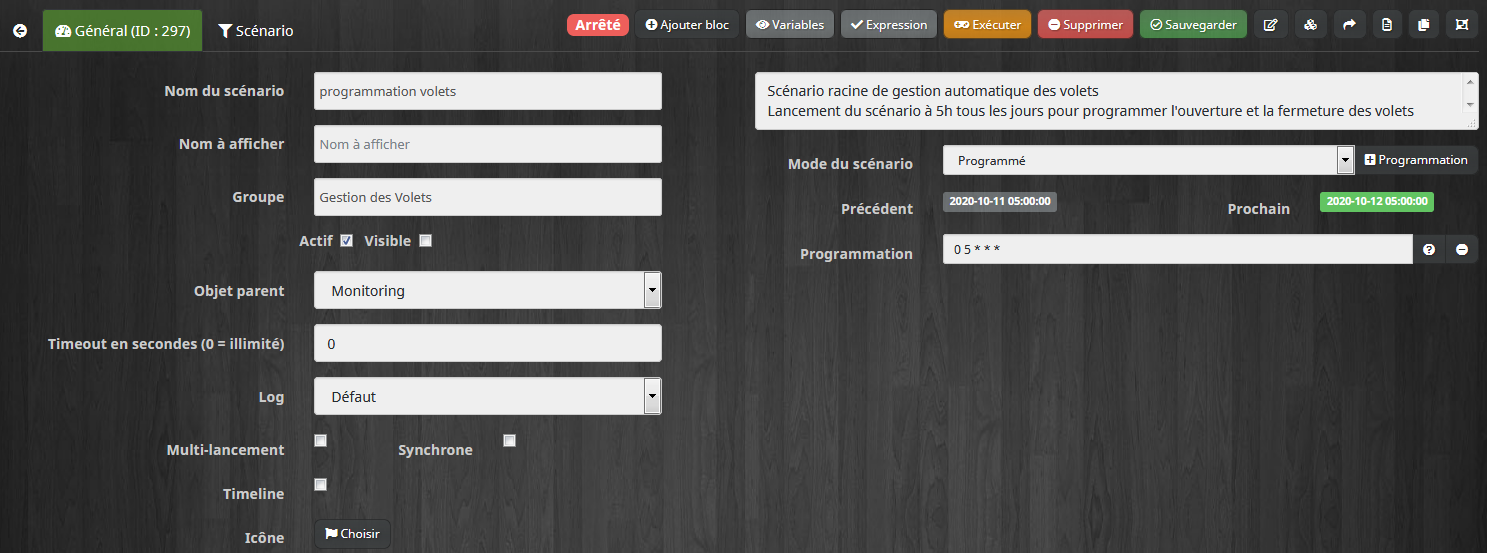 Général (ID : 297) Scénario Arrêté Ajouter bloc Variables Expression Exécuter Supprimer Sauvegarder
Nom du scénario programmation volets
Nom à afficher Nom à afficher
Groupe Gestion des Volets
Actif Visible
Objet parent Monitoring
Timeout en secondes (0 = illimité) 0
Log Défaut
Multi-lancement Synchrone
Timeline
Icône Choisir
Scénario racine de gestion automatique des volets
Lancement du scénario à 5h tous les jours pour programmer l'ouverture et la fermeture des volets
Mode du scénario Programmé Programmation
Précédent 2020-10-11 05:00:00 Prochain 2020-10-12 05:00:00
Programmation 0 5 * * *